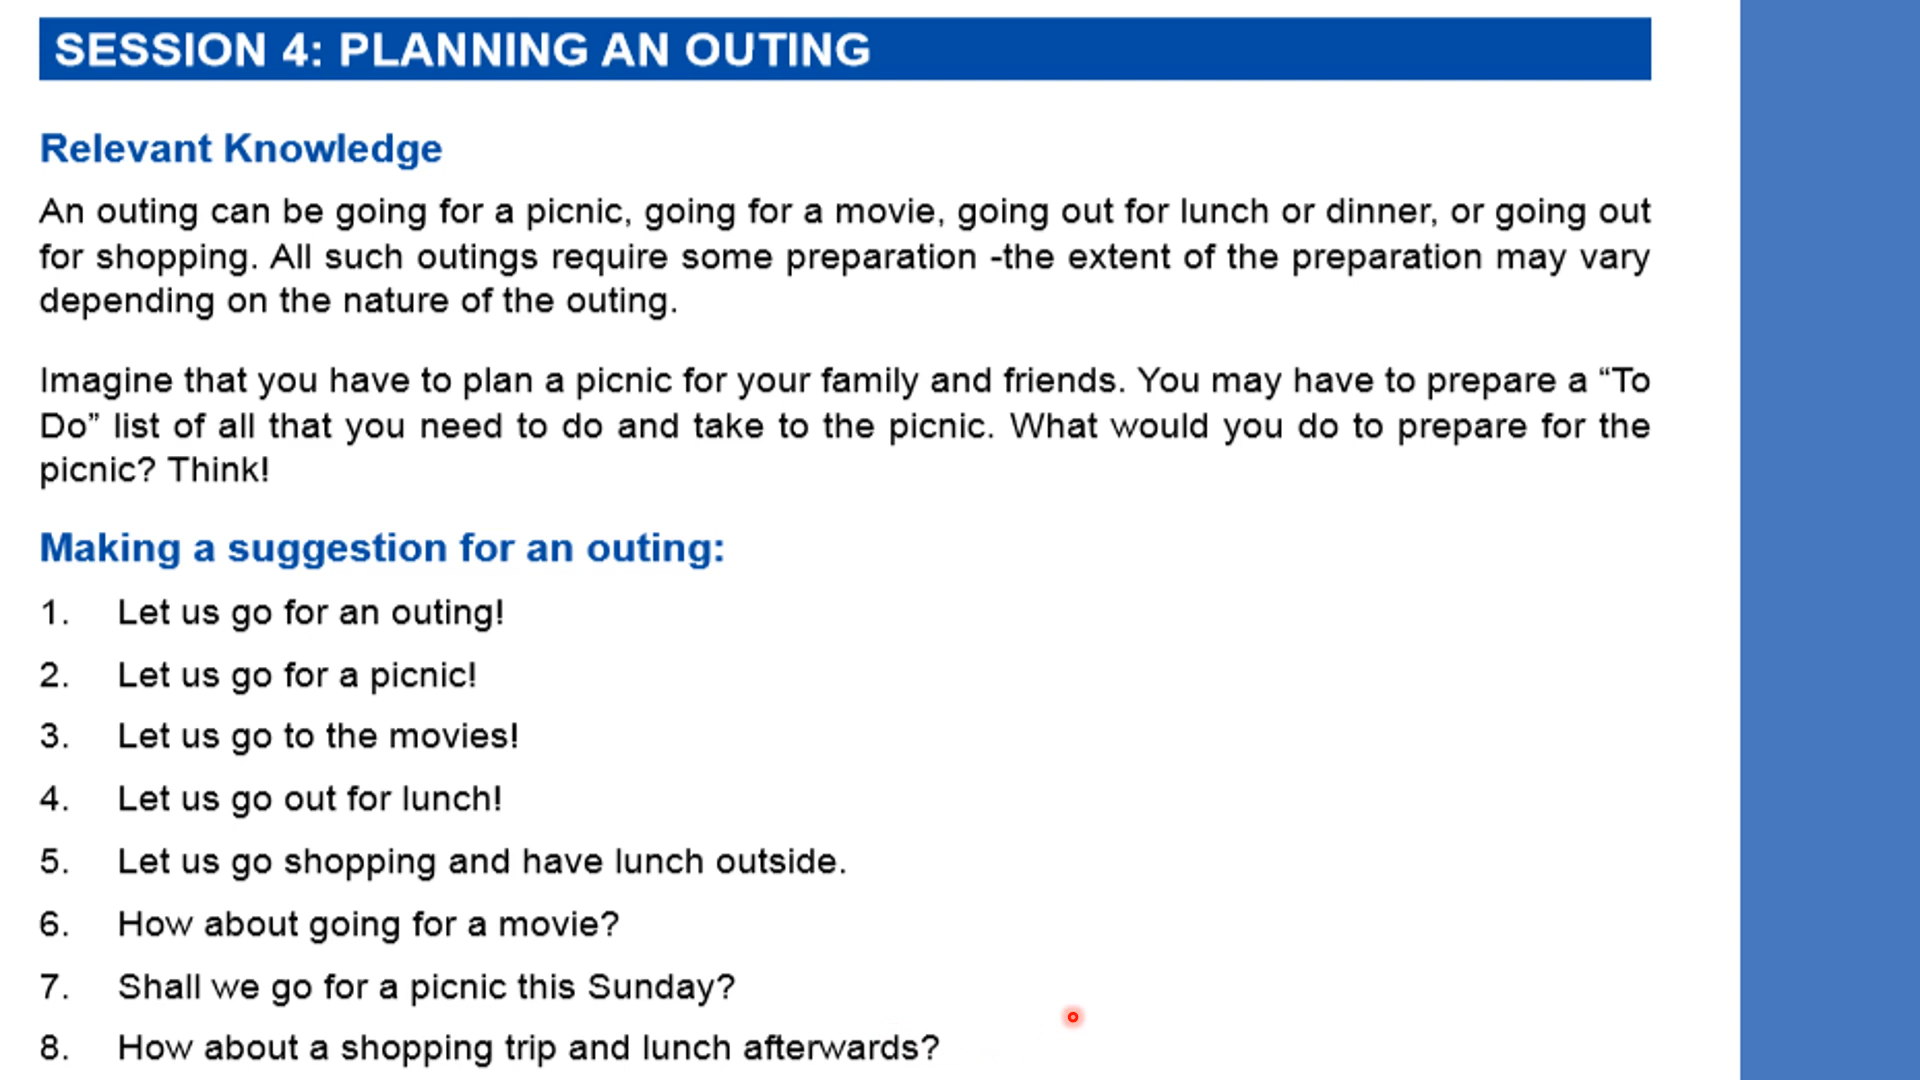 SESSION 4: PLANNING AN OUTING
Relevant Knowledge
An outing can be going for a picnic, going for a movie, going out for lunch or dinner, or going out
for shopping. All such outings require some preparation -the extent of the preparation may vary
depending on the nature of the outing.
Imagine that you have to plan a picnic for your family and friends. You may have to prepare a “To
Do” list of all that you need to do and take to the picnic. What would you do to prepare for the
picnic? Think!
Making a suggestion for an outing:
1. Let us go for an outing!
2. Let us go for a picnic!
3. Let us go to the movies!
4. Let us go out for lunch!
5. Let us go shopping and have lunch outside.
6. How about going for a movie?
7. Shall we go for a picnic this Sunday?
8. How about a shopping trip and lunch afterwards?